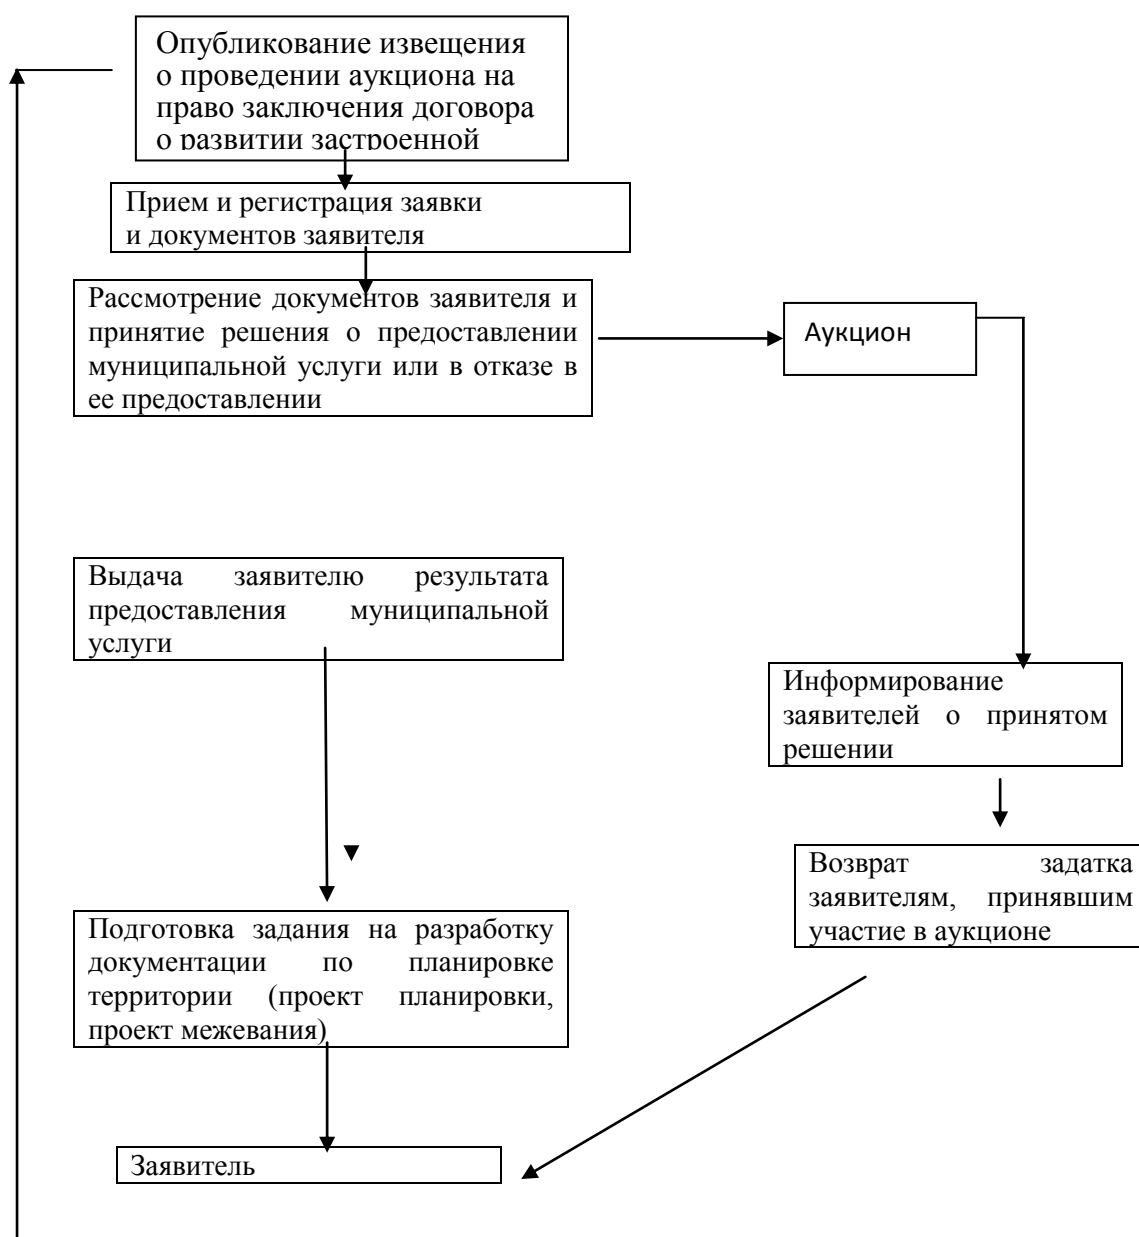 Опубликование извещения
о проведении аукциона на
право заключения договора
о развитии застроенной
Прием и регистрация заявки
и документов заявителя
Рассмотрение документов заявителя и
принятие решения о предоставлении
муниципальной услуги или в отказе в
ее предоставлении
Аукцион
Выдача заявителю результата
предоставления муниципальной
услуги
Информирование
заявителей о принятом
решении
Возврат задатка
заявителям, принявшим
участие в аукционе
Подготовка задания на разработку
документации по планировке
территории (проект планировки,
проект межевания)
Заявитель